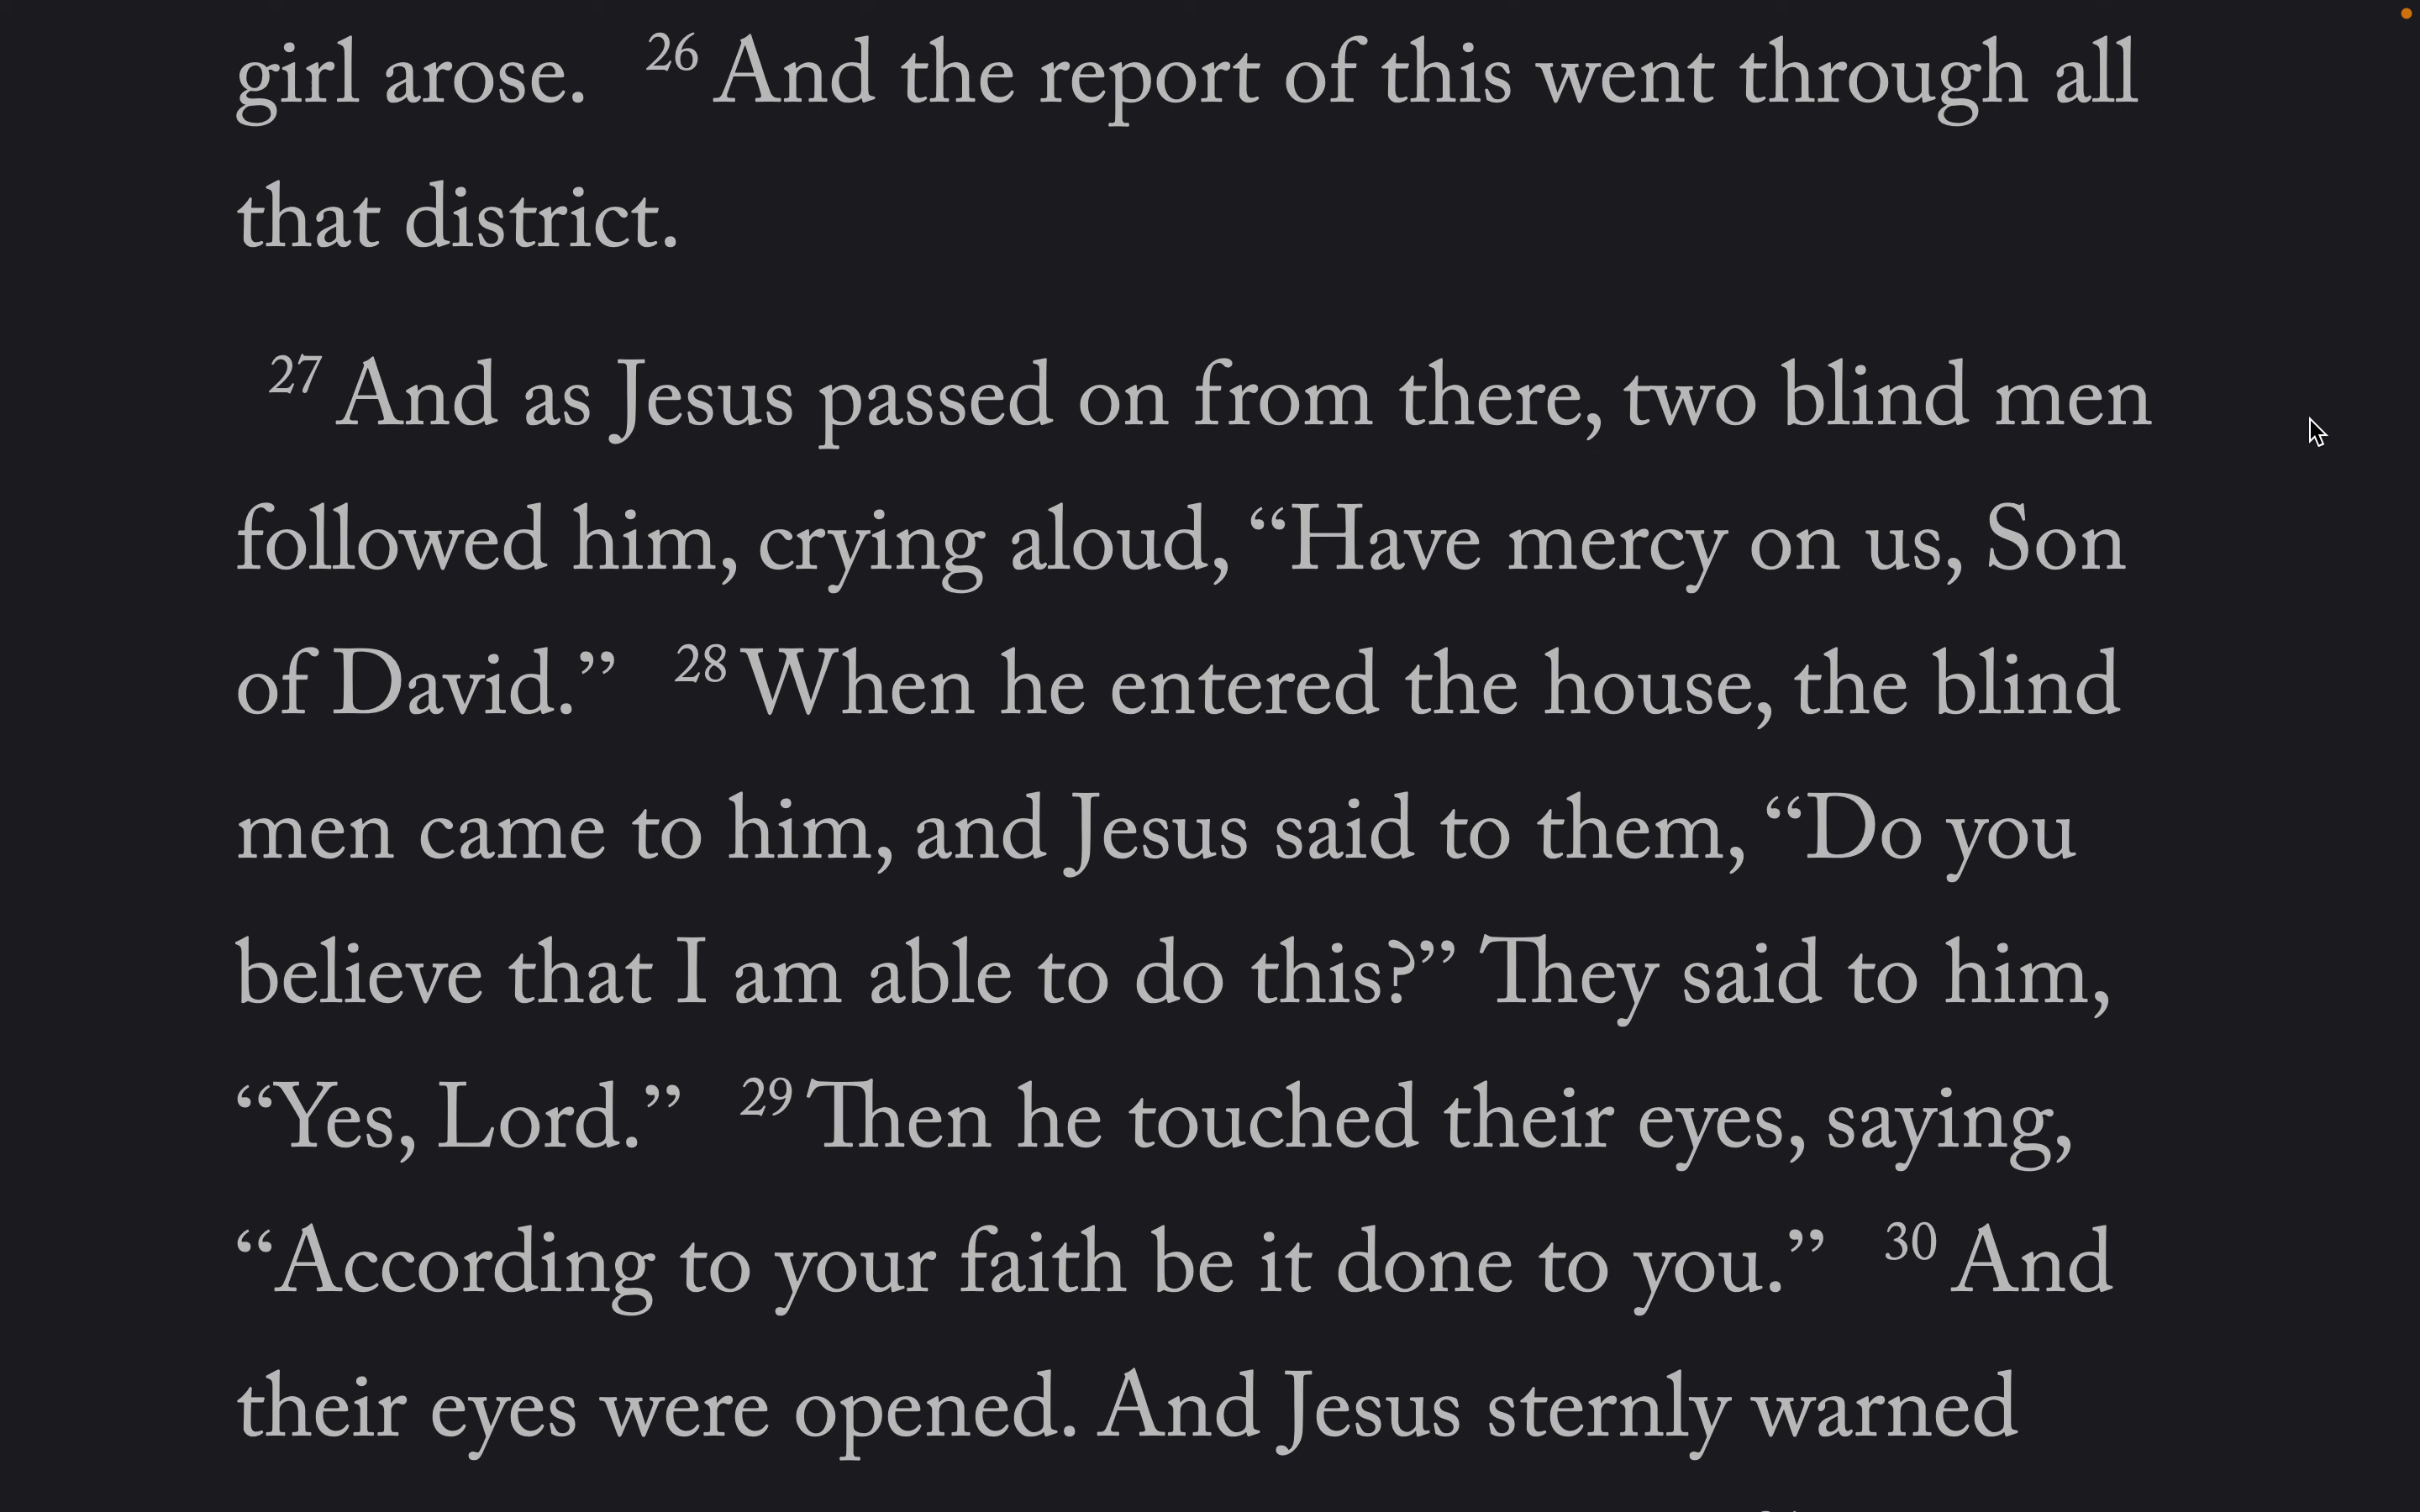 girl arose. 26 And the report of this went through all
that district.
27 And as Jesus passed on from there, two blind men
followed him, crying aloud, “Have mercy on us, Son
of David.” 28 When he entered the house, the blind
men came to him, and Jesus said to them, “Do you
believe that I am able to do this?” They said to him,
“Yes, Lord.” 29 Then he touched their eyes, saying,
“According to your faith be it done to you.” 30 And
their eyes were opened. And Jesus sternly warned